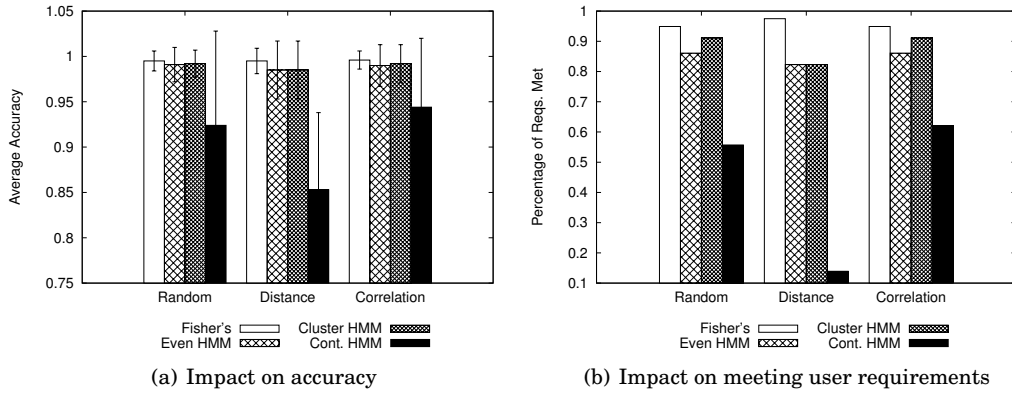 Average Accuracy
1.05
1
0.95
0.9
0.85
0.8
0.75
Random Distance Correlation
Fisher's
Even HMM
Cluster HMM
Cont. HMM
(a) Impact on accuracy
Percentage of Reqs. Met
1
0.9
0.8
0.7
0.6
0.5
0.4
0.3
0.2
0.1
Random Distance Correlation
Fisher's
Even HMM
Cluster HMM
Cont. HMM
(b) Impact on meeting user requirements